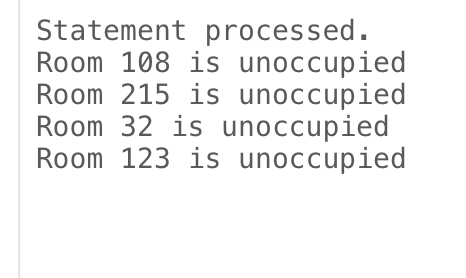 Statement processed.
Room 108 is unoccupied
Room 215 is unoccupied
Room 32 is unoccupied
Room 123 is unoccupied